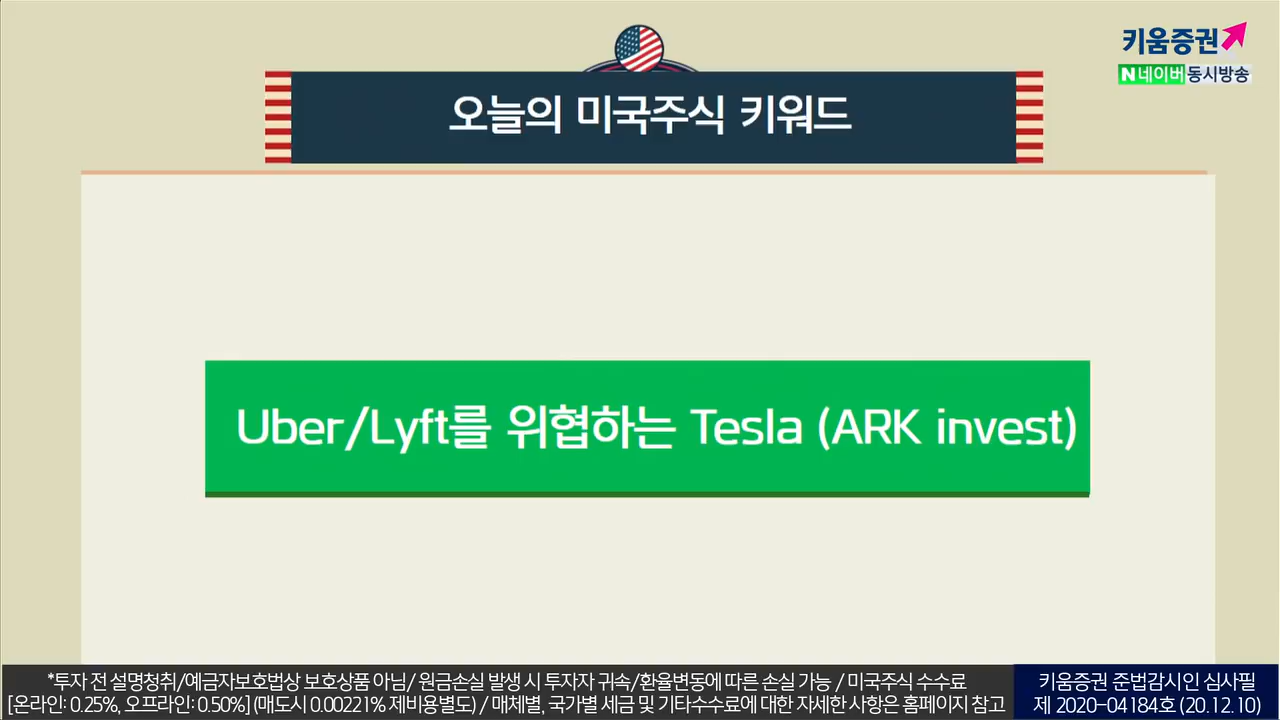 키움증권
N네이버 동시방송
오늘의 미국주식 키워드
Uber/Lyft를 위협하는 Tesla (ARK invest)
*투자 전 설명청취/예금자보호법상 보호상품 아님/ 원금손실 발생 시 투자자 귀속/환율변동에 따른 손실 가능 / 미국주식 수수료
[온라인: 0.25%, 오프라인: 0.50%] (매도시 0.00221% 제비용별도) / 매체별, 국가별 세금 및 기타수수료에 대한 자세한 사항은 홈페이지 참고
키움증권 준법감시인 심사필
제 2020-04184호 (20.12.10)